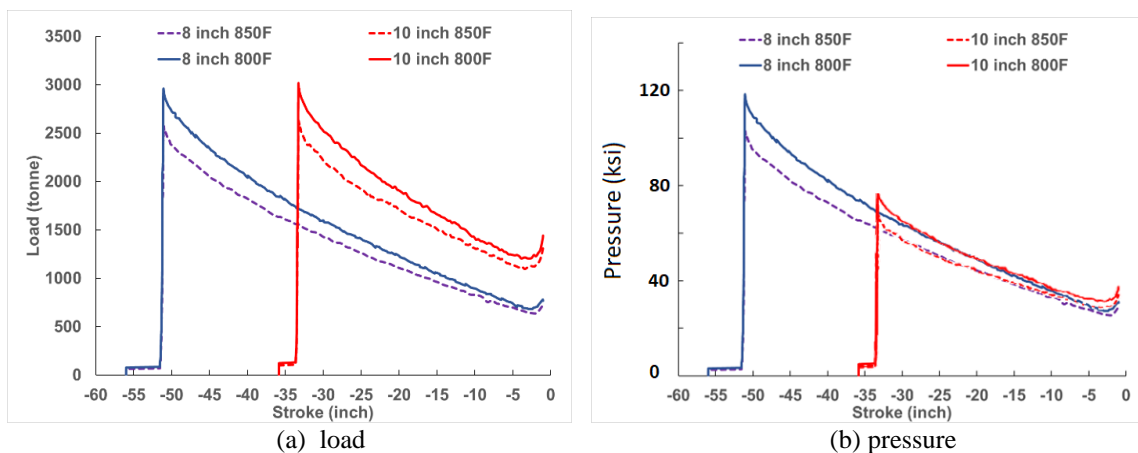 8 inch 850F
10 inch 850F
8 inch 800F
10 inch 800F
3500
3000
2500
2000
1500
1000
500
0
Load (tonne)
-60 -55 -50 -45 -40 -35 -30 -25 -20 -15 -10 -5 0
Stroke (inch)
(a) load
8 inch 850F
10 inch 850F
8 inch 800F
10 inch 800F
120
80
40
0
Pressure (ksi)
-60 -55 -50 -45 -40 -35 -30 -25 -20 -15 -10 -5 0
Stroke (inch)
(b) pressure